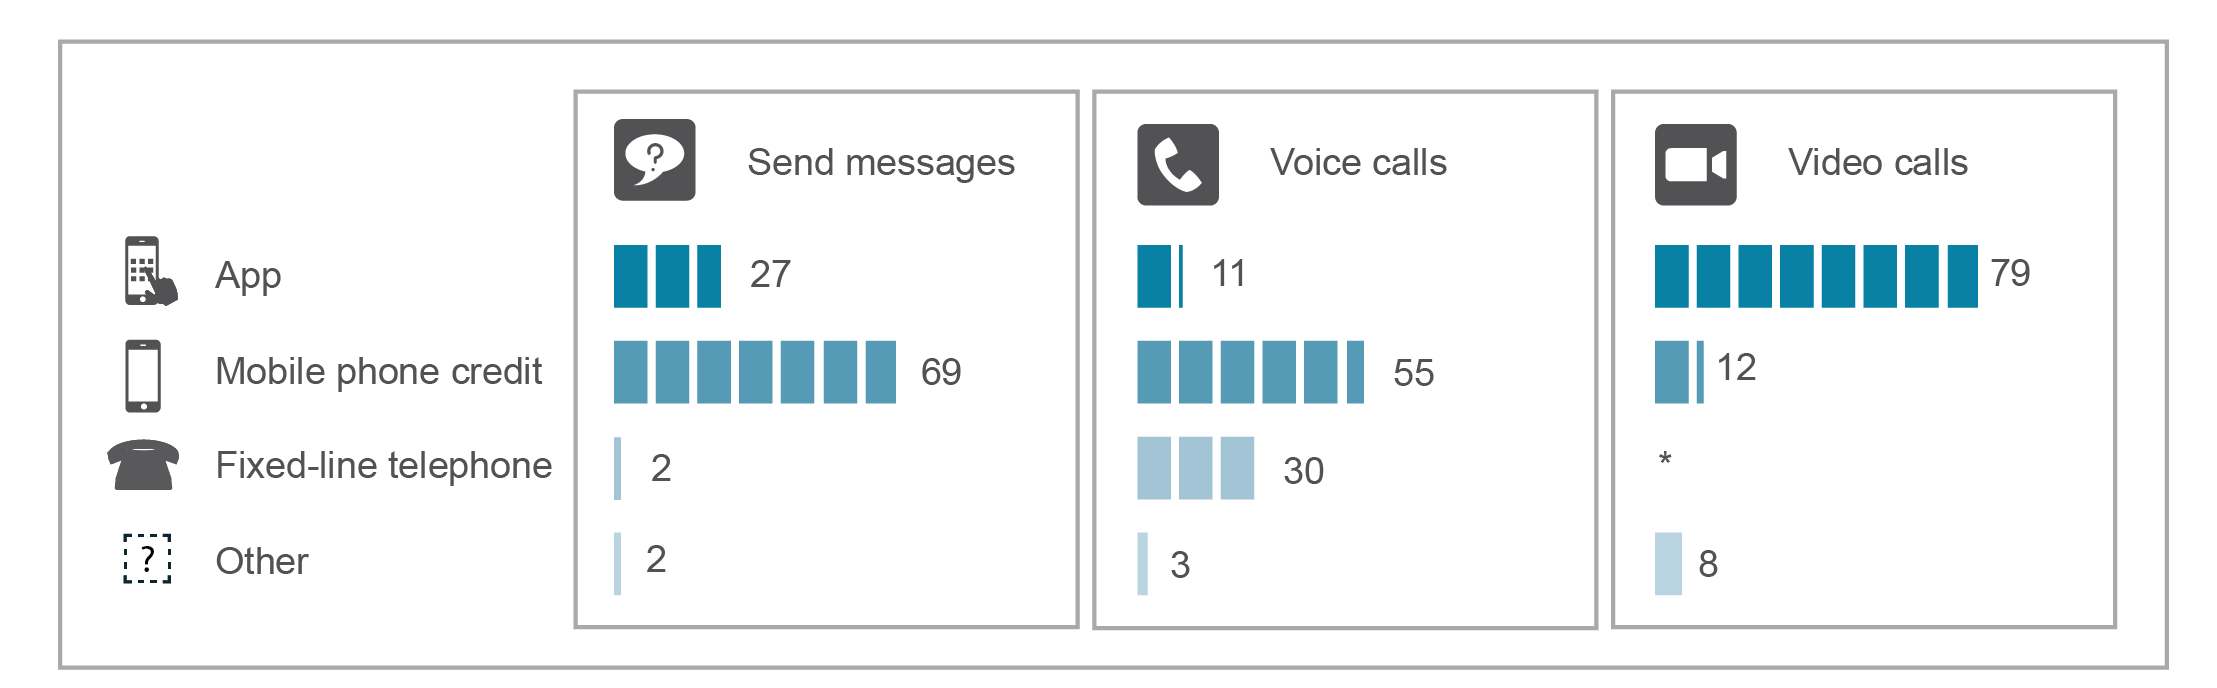 Send messages
Voice calls
Video calls
App
27
11
79
Mobile phone credit
69
55
12
Fixed-line telephone
2
30
*
? Other
2
3
8